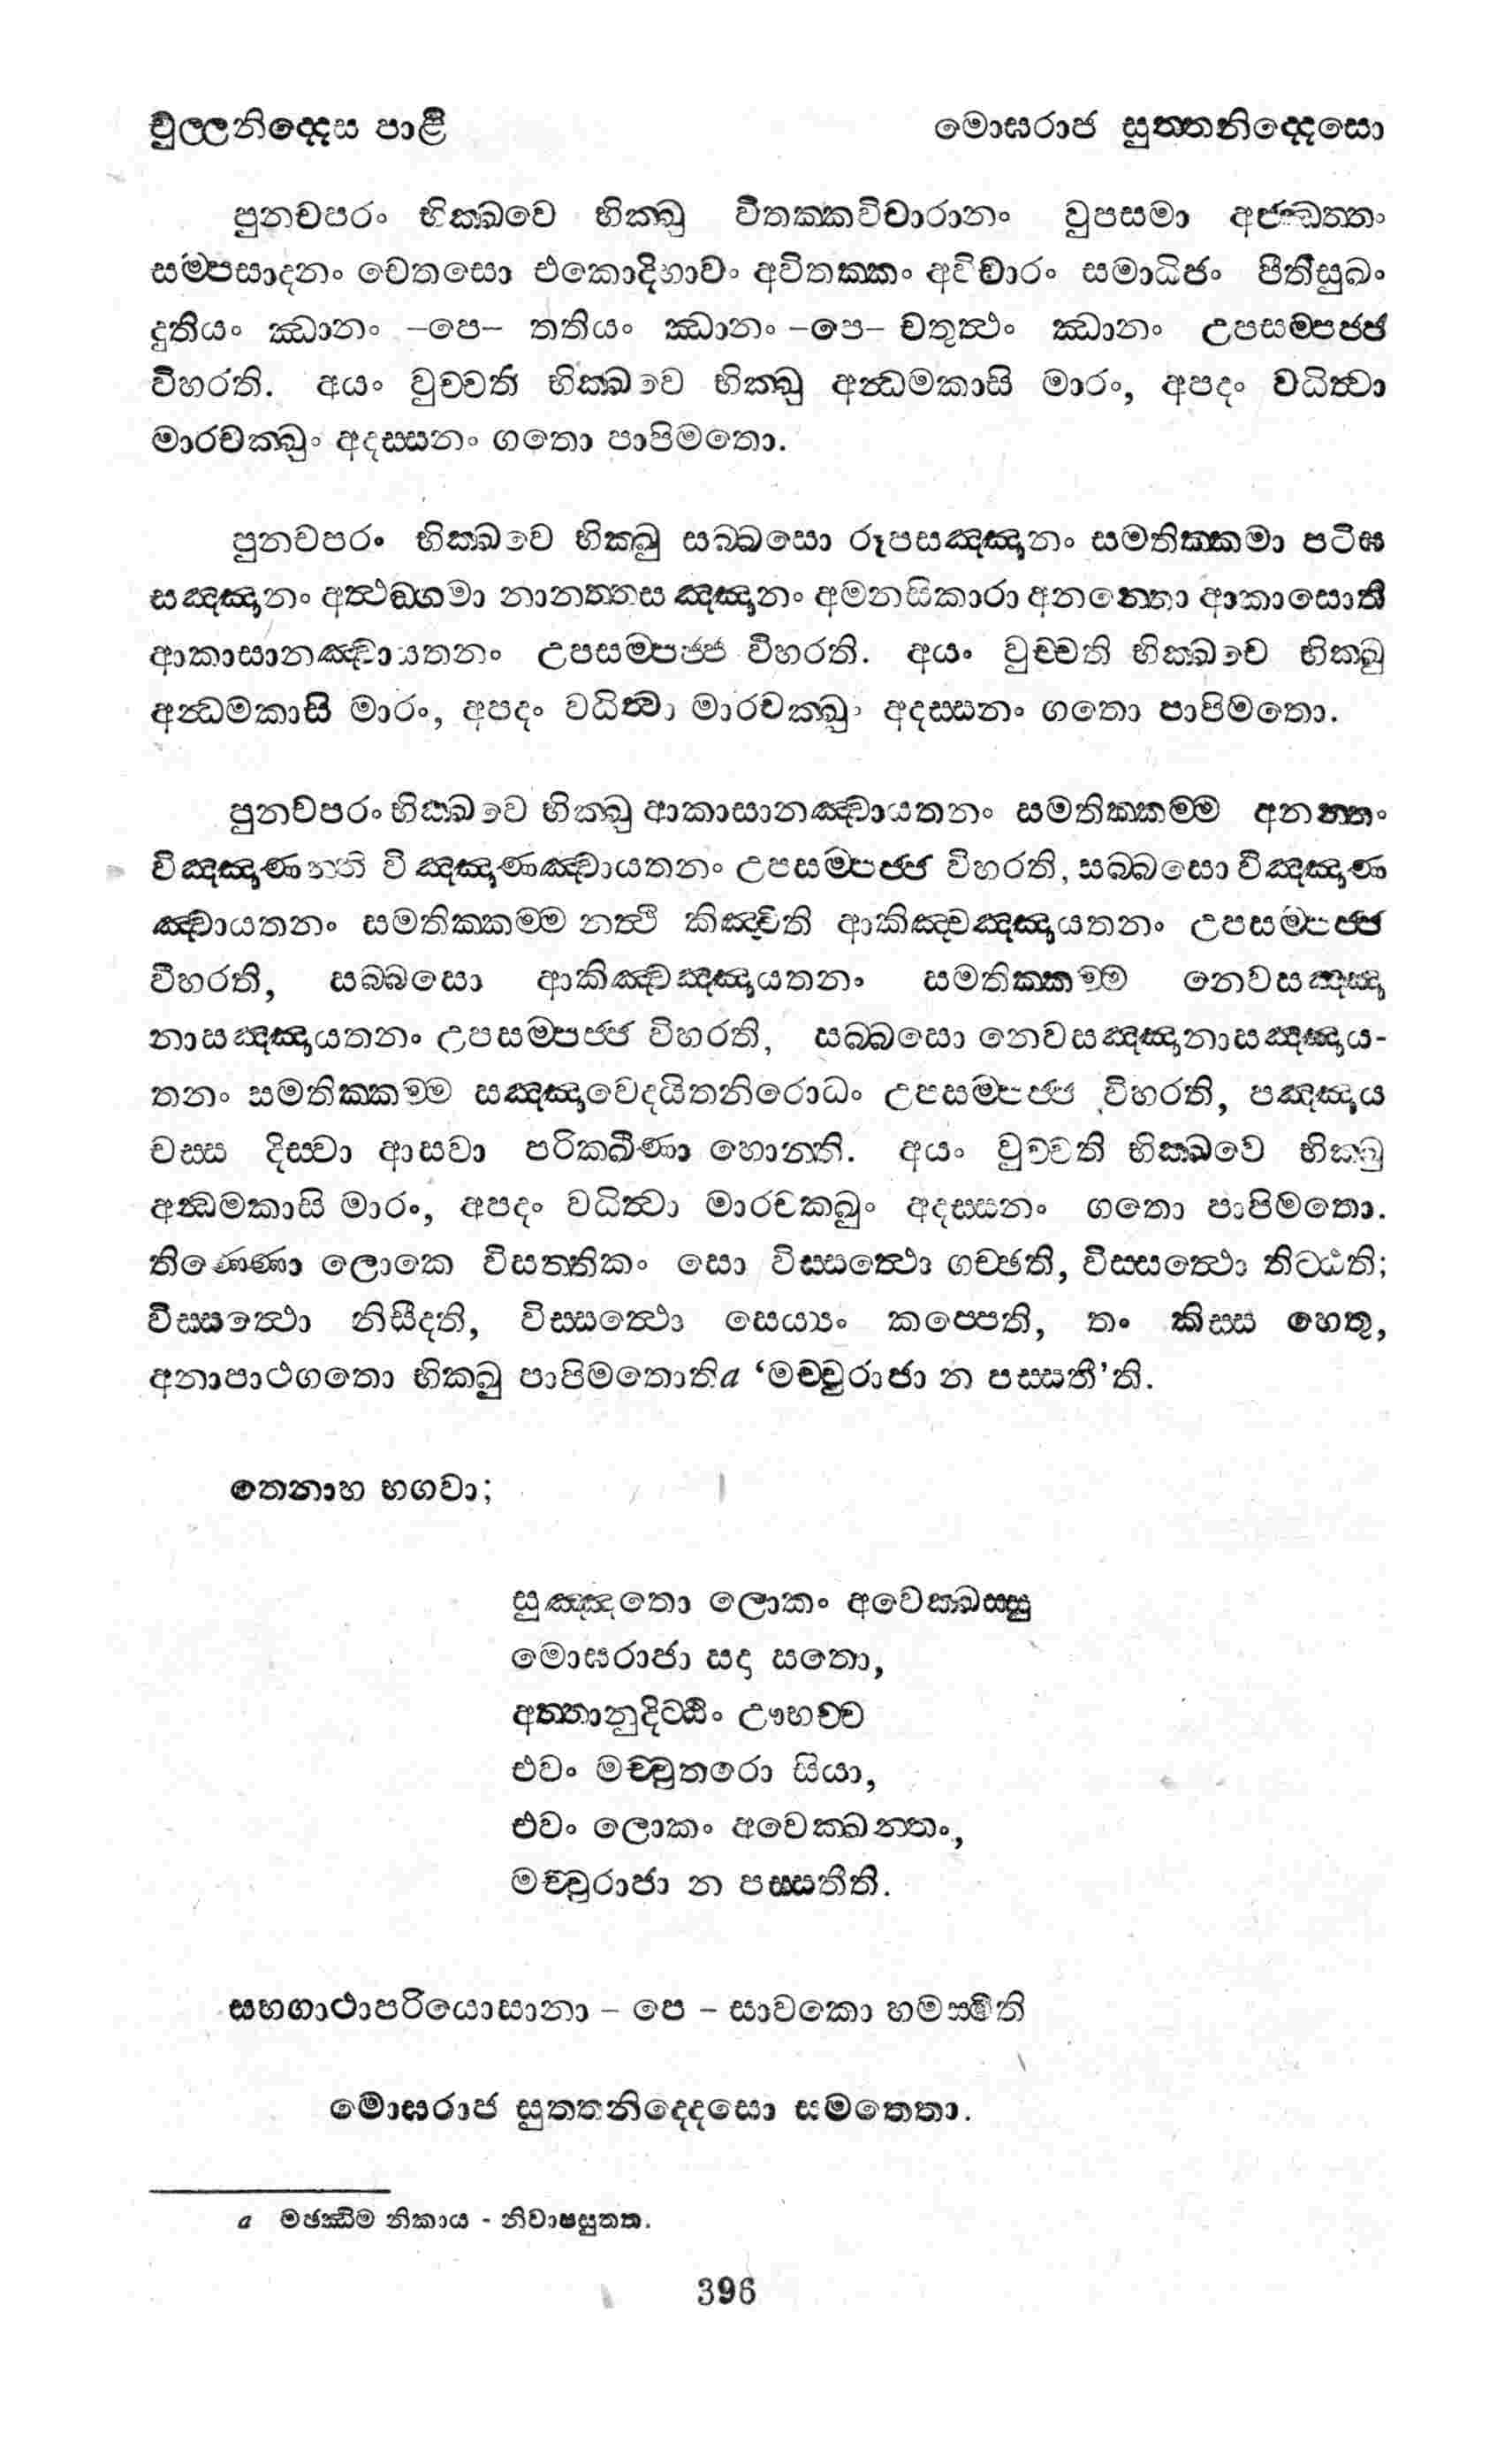 චුල්ලනිද්දෙස පාළි මොඝරාජ සුත්තනිද්දෙසො
පුනචපරං භික්ඛවෙ භික්ඛු විතක්කවිචාරානං වුපසමා අජ්ඣත්තං
සම්පසාදනං චෙතසො එකොදිභාවං අවිතක්කං අවිචාරං සමාධිජං පීතිසුඛං
දුතියං ඣානං -පෙ- තතියං ඣානං -පෙ- චතුත්ථං ඣානං උපසම්පජ්ජ
විහරති. අයං වුච්චති භික්ඛවෙ භික්ඛු අන්ධමකාසි මාරං, අපදං වධිත්වා
මාරචක්ඛුං අදස්සනං ගතො පාපිමතො.
පුනචපරං භික්ඛවෙ භික්ඛු සබ්බසො රූපසඤ්ඤානං සමතික්කමා පටිඝ
සඤ්ඤානං අත්ථඞ්ගමා නානත්තසඤ්ඤානං අමනසිකාරා අනන්තො ආකාසොති
ආකාසානඤ්චායතනං උපසම්පජ්ජ විහරති. අයං වුච්චති භික්ඛවෙ භික්ඛු
අන්ධමකාසි මාරං, අපදං වධිත්වා මාරචක්ඛුං අදස්සනං ගතො පාපිමතො.
පුනචපරං භික්ඛවෙ භික්ඛු ආකාසානඤ්චායතනං සමතික්කම්ම අනන්තං
විඤ්ඤාණන්ති විඤ්ඤාණඤ්චායතනං උපසම්පජ්ජ විහරති, සබ්බසො විඤ්ඤාණ
ඤ්චායතනං සමතික්කම්ම නත්ථි කිඤ්චිති ආකිඤ්චඤ්ඤායතනං උපසම්පජ්ජ
විහරති, සබ්බසො ආකිඤ්චඤ්ඤායතනං සමතික්කම්ම නෙවසඤ්ඤා
නාසඤ්ඤායතනං උපසම්පජ්ජ විහරති, සබ්බසො නෙවසඤ්ඤානාසඤ්ඤාය-
තනං සමතික්කම්ම සඤ්ඤාවෙදයිතනිරොධං උපසම්පජ්ජ විහරති, පඤ්ඤාය
චස්ස දිස්වා ආසවා පරික්ඛීණා හොන්ති. අයං වුච්චති භික්ඛවෙ භික්ඛු
අන්ධමකාසි මාරං, අපදං වධිත්වා මාරචක්ඛුං අදස්සනං ගතො පාපිමතො.
තිණ්ණො ලොකෙ විසත්තිකං සො විස්සත්ථො ගච්ඡති, විස්සත්ථො තිට්ඨති;
විස්සත්ථො නිසීදති, විස්සත්ථො සෙය්‍යං කප්පෙති, තං කිස්ස හෙතු,
අනාපාථගතො භික්ඛු පාපිමතොතිa ‘මච්චුරාජා න පස්සතී’ති.
තෙනාහ භගවා;
සුඤ්ඤතො ලොකං අවෙක්ඛස්සු
මොඝරාජා සදා සතො,
අත්තානුදිට්ඨිං ඌභච්ච
එවං මච්චුතරො සියා,
එවං ලොකං අවෙක්ඛන්තං,
මච්චුරාජා න පස්සතීති.
සහගාථාපරියොසානා - පෙ - සාවකො හමස්මීති
මොඝරාජ සුත්තනිද්දෙසො සමත්තො.
a මජ්ඣිම නිකාය - නිවාපසුත්ත.
396